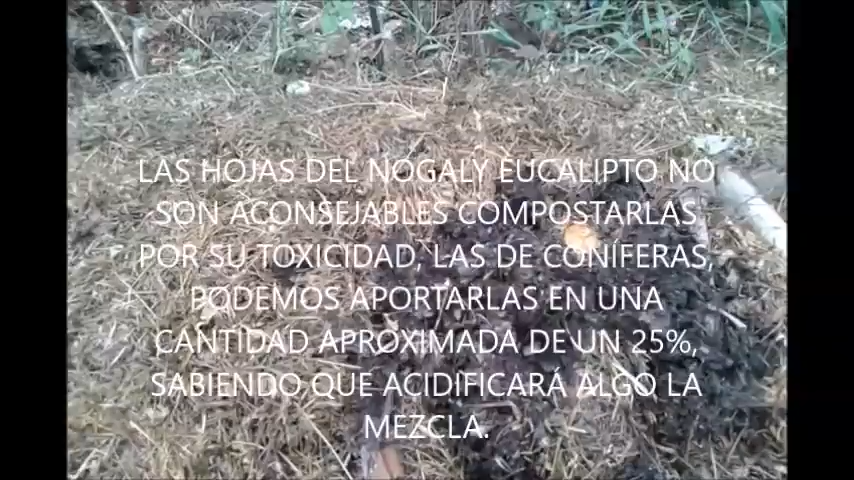 LAS HOJAS DEL NOGALY EUCALIPTO NO
SON ACONSEJABLES COMPOSTARLAS
POR SU TOXICIDAD, LAS DE CONÍFERAS,
PODEMOS APORTARLAS EN UNA
CANTIDAD APROXIMADA DE UN 25%,
SABIENDO QUE ACIDIFICARÁ ALGO LA
MEZCLA.